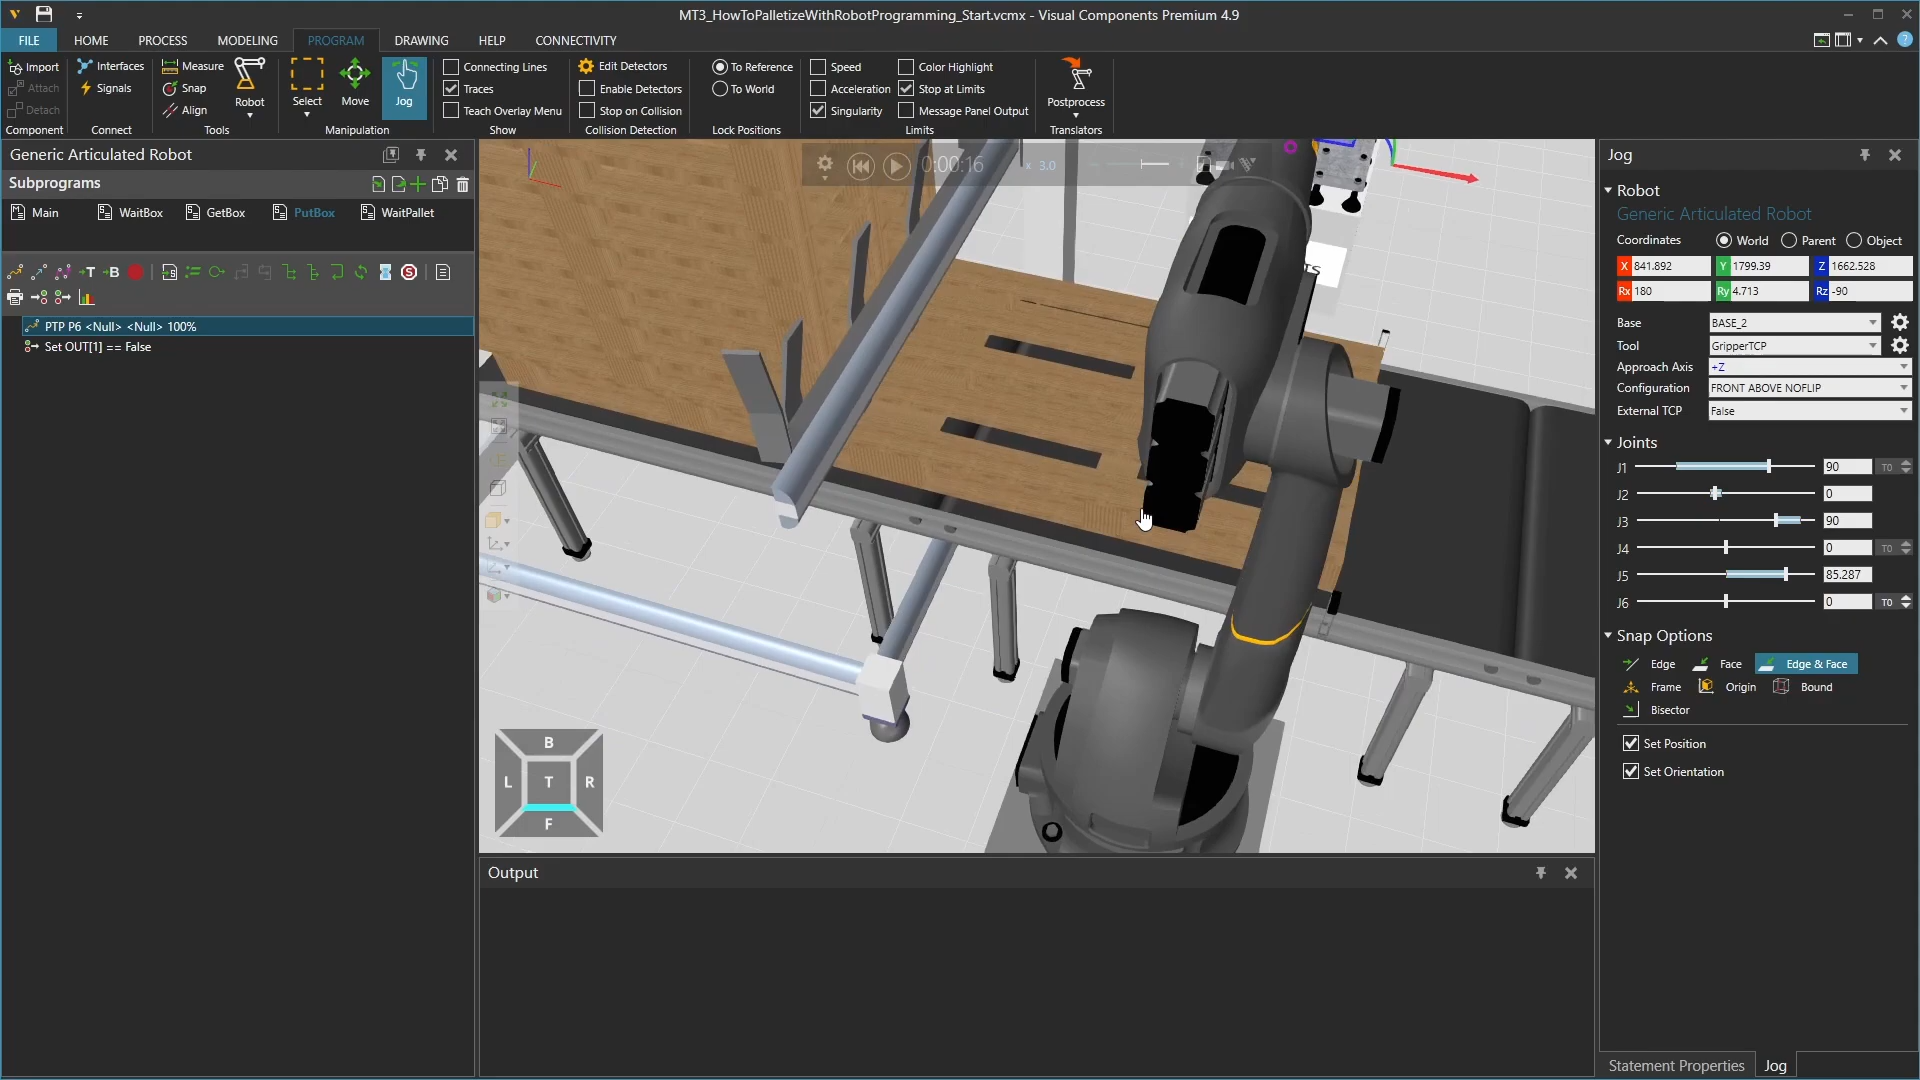 MT3_HowToPalletizeWithRobotProgramming_Start.vcmx - Visual Components Premium 4.9
FILE HOME PROCESS MODELING PROGRAM DRAWING HELP CONNECTIVITY
Import Interfaces Measure Connecting Lines Edit Detectors To Reference Speed Color Highlight
Attach Signals Snap Robot Select Move Jog Traces Enable Detectors To World Acceleration Stop at Limits Postprocess
Detach Align Teach Overlay Menu Stop on Collision Singularity Message Panel Output
Component Connect Tools Manipulation Show Collision Detection Lock Positions Limits Translators
Generic Articulated Robot
Subprograms
Main WaitBox GetBox PutBox WaitPallet
PTP P6 <Null> <Null> 100%
Set OUT[1] == False
0:00:16 x 3.0
B
L T R
F
Output
Jog
Robot
Generic Articulated Robot
Coordinates World Parent Object
X 841.892 Y 1799.39 Z 1662.528
Rx 180 Ry 4.713 Rz -90
Base BASE_2
Tool GripperTCP
Approach Axis +Z
Configuration FRONT ABOVE NOFLIP
External TCP False
Joints
J1 90 T0
J2 0
J3 90
J4 0 T0
J5 85.287
J6 0 T0
Snap Options
Edge Face Edge & Face
Frame Origin Bound
Bisector
Set Position
Set Orientation
Statement Properties Jog